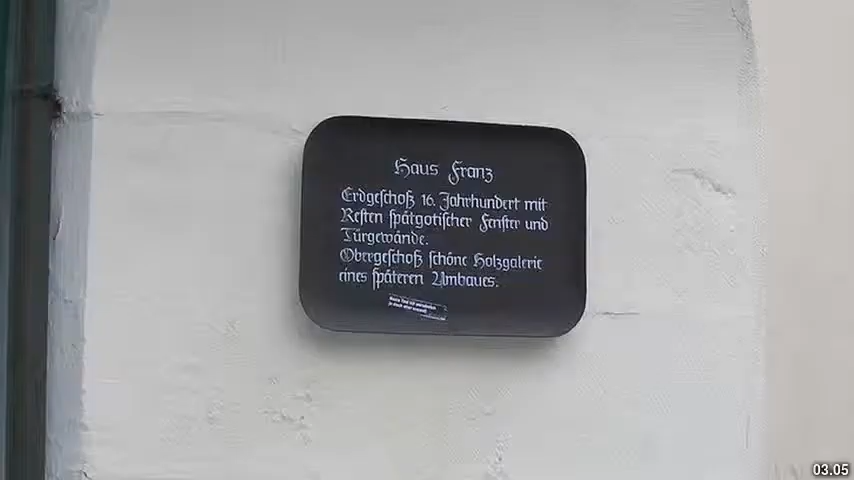 Haus Franz
Erdgeschoß 16. Jahrhundert mit
Resten spätgotischer Fenster und
Türgewände.
Obergeschoß schöne Holzgalerie
eines späteren Umbaues.
03.05